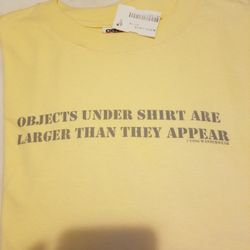 OBJECTS UNDER SHIRT ARE
LARGER THAN THEY APPEAR